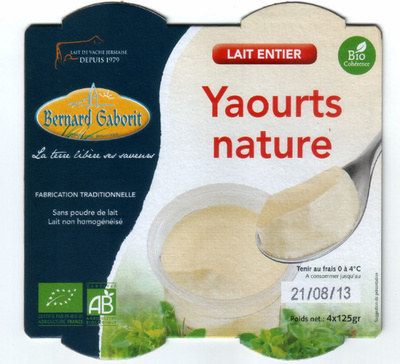 LAIT DE VACHE JERSIAISE
DEPUIS 1979
LAIT ENTIER
Bio
Cohérence
Bernard Gaborit
La terre libère ses saveurs
Yaourts
nature
FABRICATION TRADITIONNELLE
Sans poudre de lait
Lait non homogénéisé
Tenir au frais 0 à 4°C
A consommer jusqu'au
21/08/13
Poids net : 4x125gr
AB
AGRICULTURE FRANCE